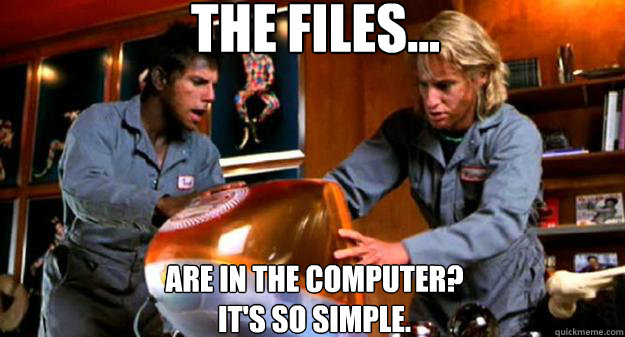 THE FILES...
ARE IN THE COMPUTER?
IT'S SO SIMPLE.
quickmeme.com